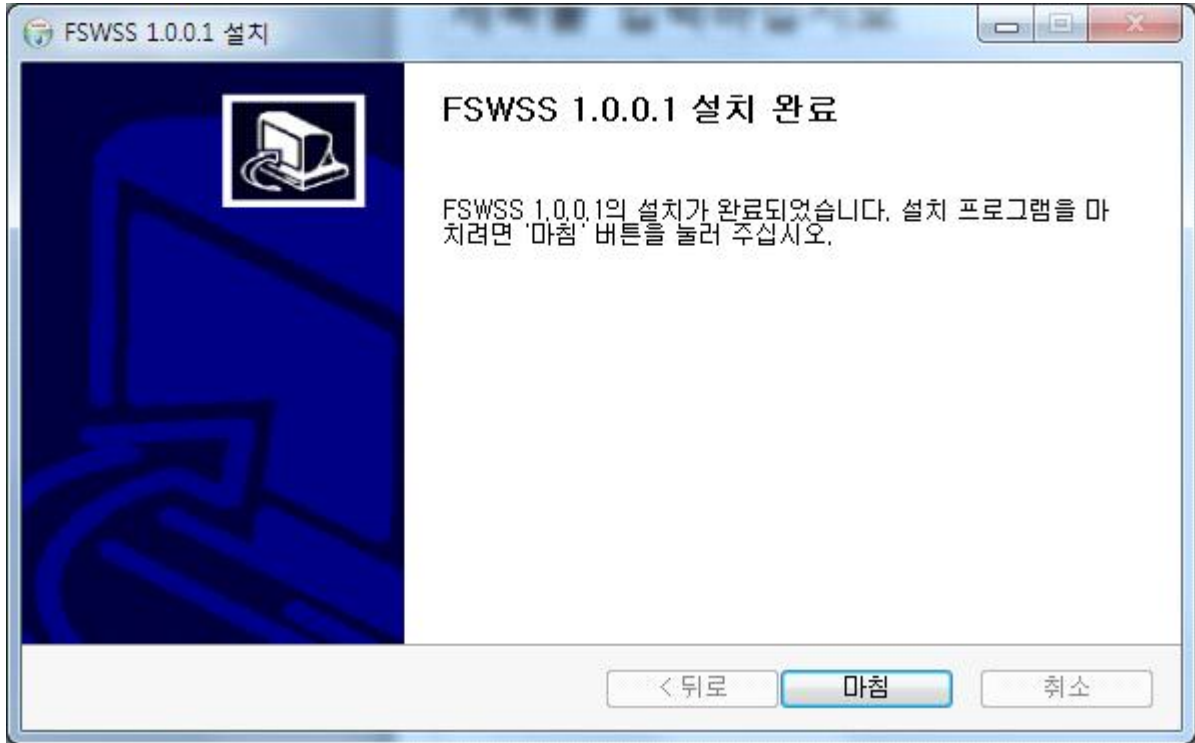 FSWSS 1.0.0.1 설치
FSWSS 1.0.0.1 설치 완료
FSWSS 1.0.0.1의 설치가 완료되었습니다. 설치 프로그램을 마
치려면 '마침' 버튼을 눌러 주십시오.
< 뒤로
마침
취소